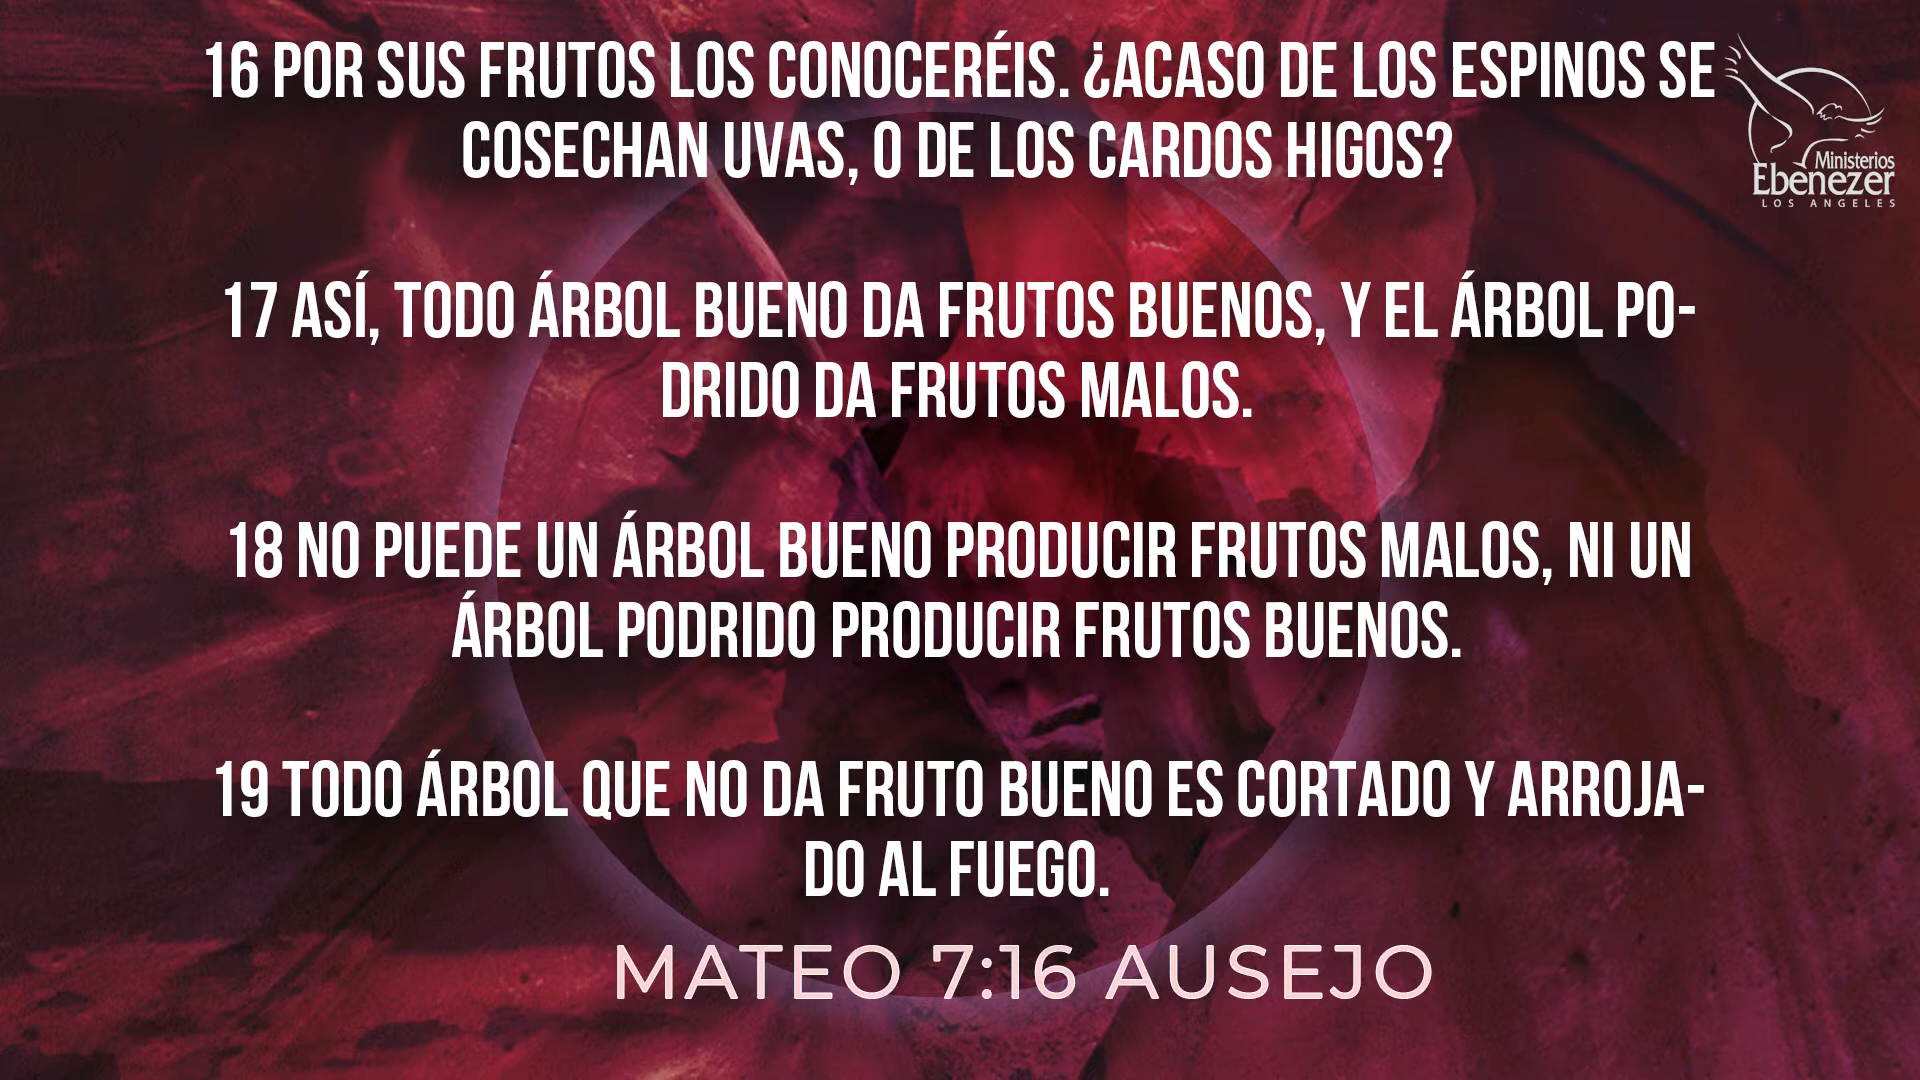 16 POR SUS FRUTOS LOS CONOCERÉIS. ¿ACASO DE LOS ESPINOS SE
COSECHAN UVAS, O DE LOS CARDOS HIGOS?
17 ASÍ, TODO ÁRBOL BUENO DA FRUTOS BUENOS, Y EL ÁRBOL PO-
DRIDO DA FRUTOS MALOS.
18 NO PUEDE UN ÁRBOL BUENO PRODUCIR FRUTOS MALOS, NI UN
ÁRBOL PODRIDO PRODUCIR FRUTOS BUENOS.
19 TODO ÁRBOL QUE NO DA FRUTO BUENO ES CORTADO Y ARROJA-
DO AL FUEGO.
MATEO 7:16 AUSEJO
Ministerios
Ebenezer
LOS ANGELES